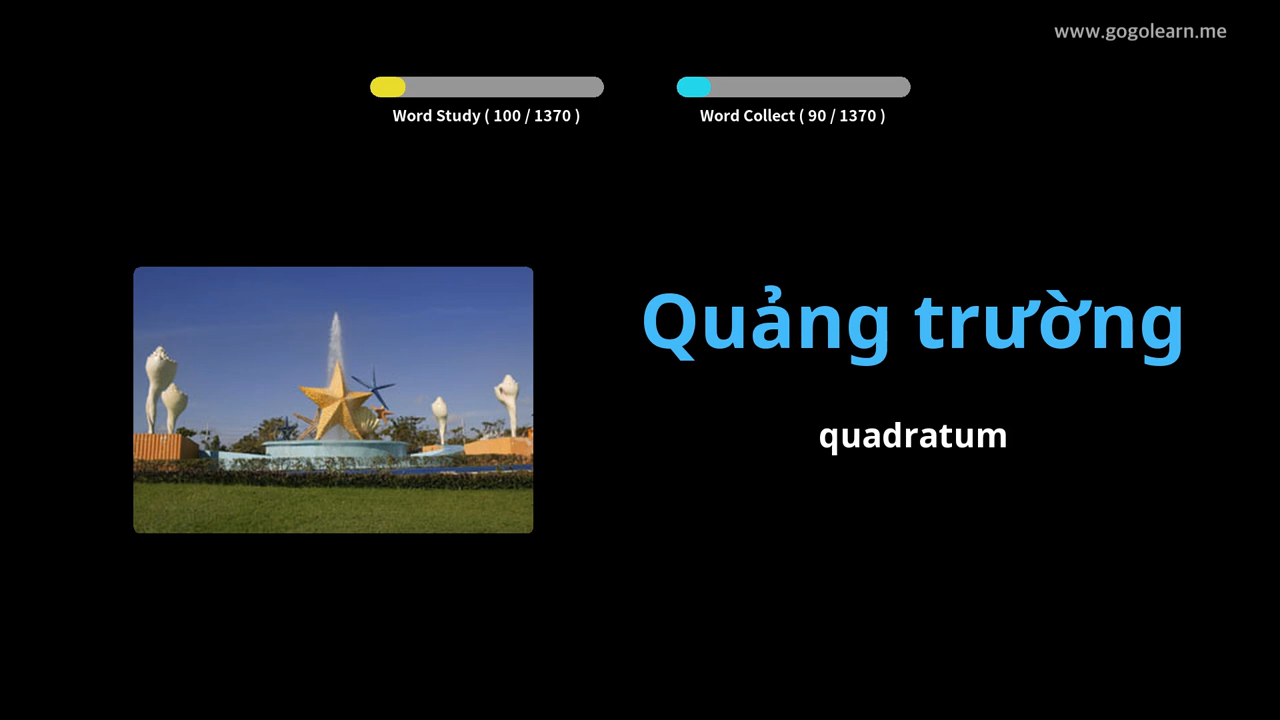 www.gogolearn.me
Word Study ( 100 / 1370 )
Word Collect ( 90 / 1370 )
Quảng trường
quadratum